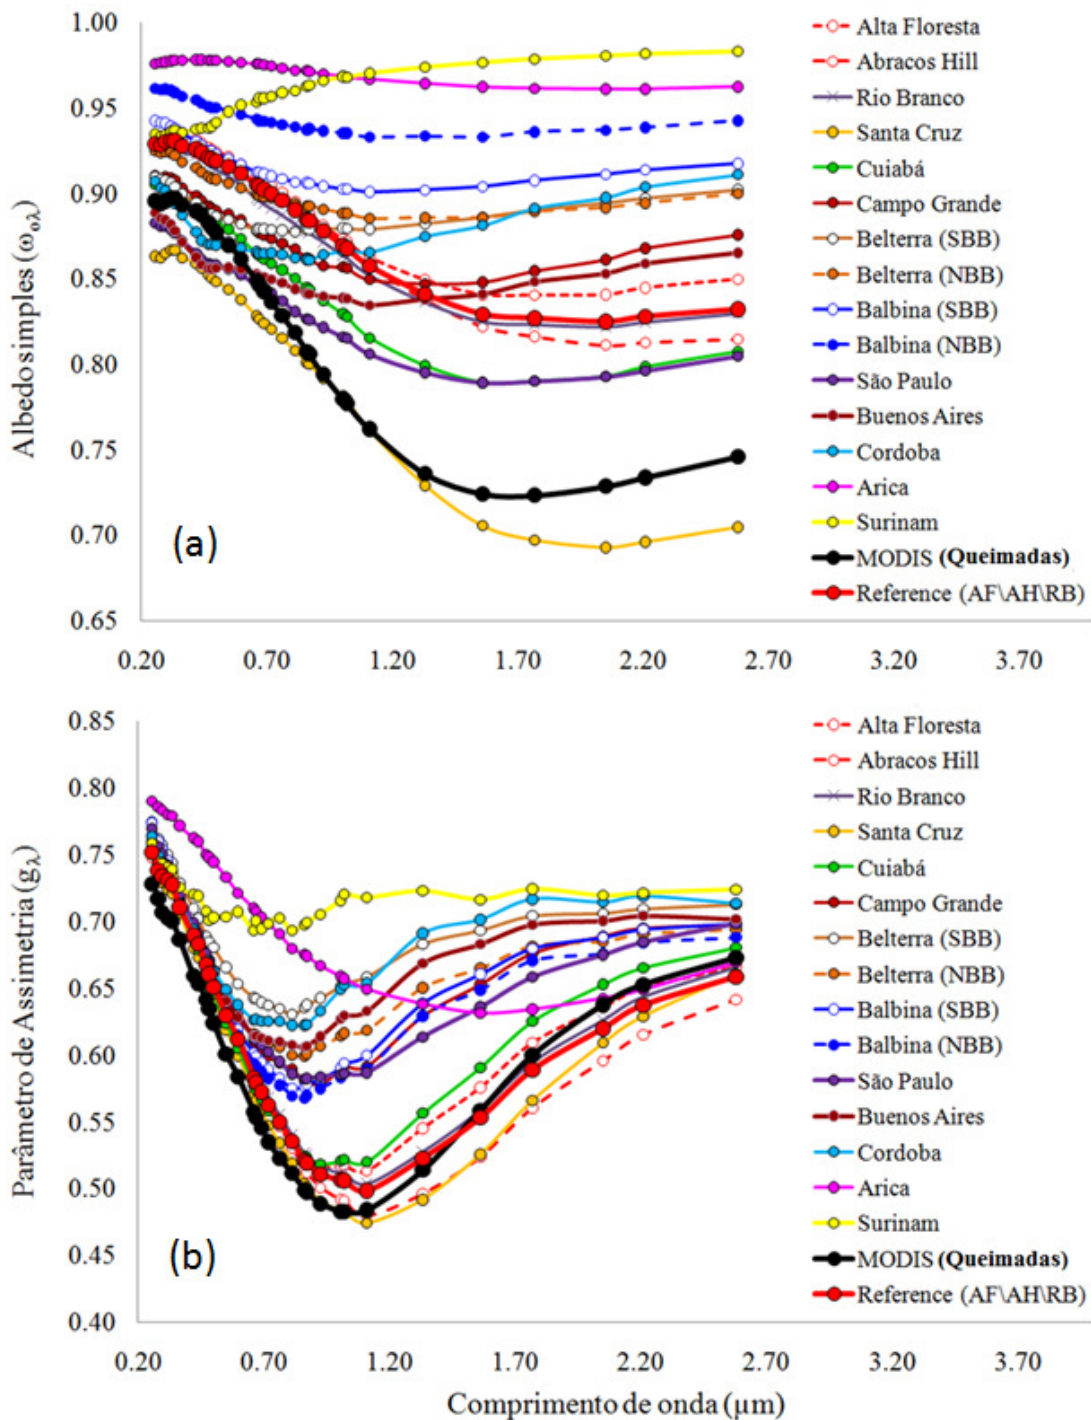 (a)
1.00
0.95
0.90
0.85
0.80
0.75
0.70
0.65
Albedo simples (ωoλ)
0.20 0.70 1.20 1.70 2.20 2.70 3.20 3.70
Alta Floresta
Abracos Hill
Rio Branco
Santa Cruz
Cuiabá
Campo Grande
Belterra (SBB)
Belterra (NBB)
Balbina (SBB)
Balbina (NBB)
São Paulo
Buenos Aires
Cordoba
Arica
Surinam
MODIS (Queimadas)
Reference (AF\AH\RB)
(b)
0.85
0.80
0.75
0.70
0.65
0.60
0.55
0.50
0.45
0.40
Parâmetro de Assimetria (gλ)
0.20 0.70 1.20 1.70 2.20 2.70 3.20 3.70
Comprimento de onda (µm)
Alta Floresta
Abracos Hill
Rio Branco
Santa Cruz
Cuiabá
Campo Grande
Belterra (SBB)
Belterra (NBB)
Balbina (SBB)
Balbina (NBB)
São Paulo
Buenos Aires
Cordoba
Arica
Surinam
MODIS (Queimadas)
Reference (AF\AH\RB)